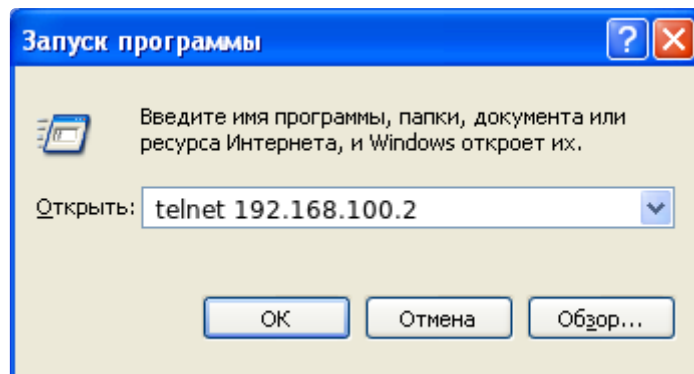 Запуск программы
Введите имя программы, папки, документа или
ресурса Интернета, и Windows откроет их.
Открыть: telnet 192.168.100.2
ОК Отмена Обзор...